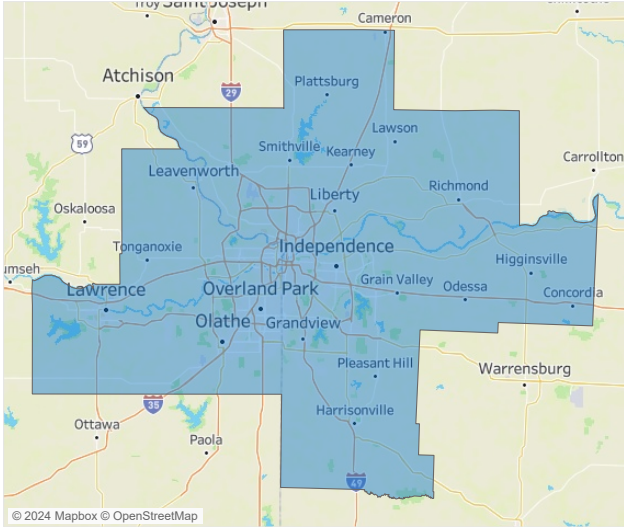 Saint Joseph
Cameron
Atchison
Plattsburg
29
59
Lawson
Smithville
Kearney
Carrollton
Leavenworth
Liberty
Richmond
Oskaloosa
Tonganoxie
Independence
Higginsville
Grain Valley
Odessa
Concordia
Lawrence
Overland Park
Olathe
Grandview
Pleasant Hill
Warrensburg
35
Harrisonville
Ottawa
Paola
49
© 2024 Mapbox © OpenStreetMap